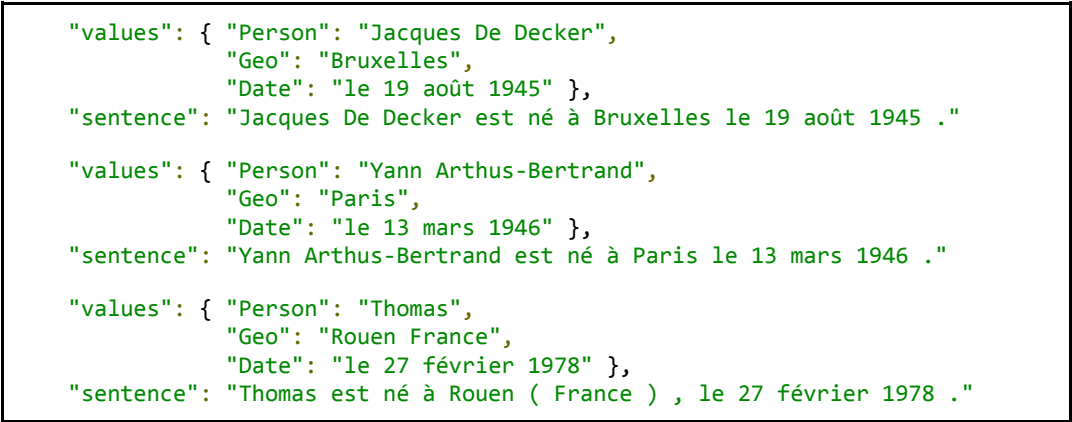 "values": { "Person": "Jacques De Decker",
"Geo": "Bruxelles",
"Date": "le 19 août 1945" },
"sentence": "Jacques De Decker est né à Bruxelles le 19 août 1945 ."
"values": { "Person": "Yann Arthus-Bertrand",
"Geo": "Paris",
"Date": "le 13 mars 1946" },
"sentence": "Yann Arthus-Bertrand est né à Paris le 13 mars 1946 ."
"values": { "Person": "Thomas",
"Geo": "Rouen France",
"Date": "le 27 février 1978" },
"sentence": "Thomas est né à Rouen ( France ) , le 27 février 1978 ."